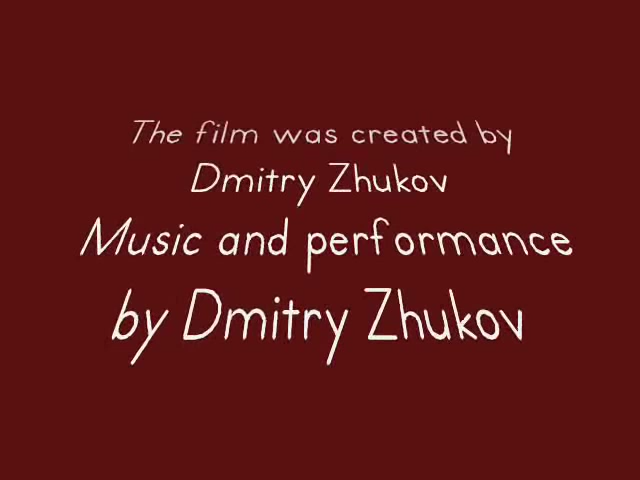 The film was created by
Dmitry Zhukov
Music and performance
by Dmitry Zhukov